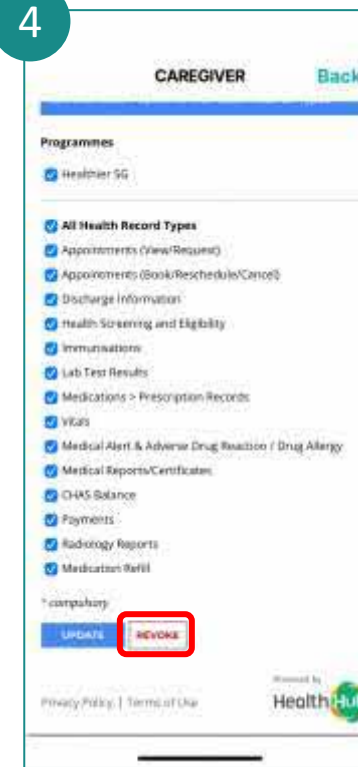 4
CAREGIVER
Back
Programmes
Healthier SG
All Health Record Types
Appointments (View/Request)
Appointments (Book/Reschedule/Cancel)
Discharge Information
Health Screening and Eligibility
Immunisations
Lab Test Results
Medications > Prescription Records
Vitals
Medical Alert & Adverse Drug Reaction / Drug Allergy
Medical Reports/Certificates
CHAS Balance
Payments
Radiology Reports
Medication Refill
* compulsory
UPDATE
REVOKE
Powered by
Privacy Policy | Terms of Use
HealthHub